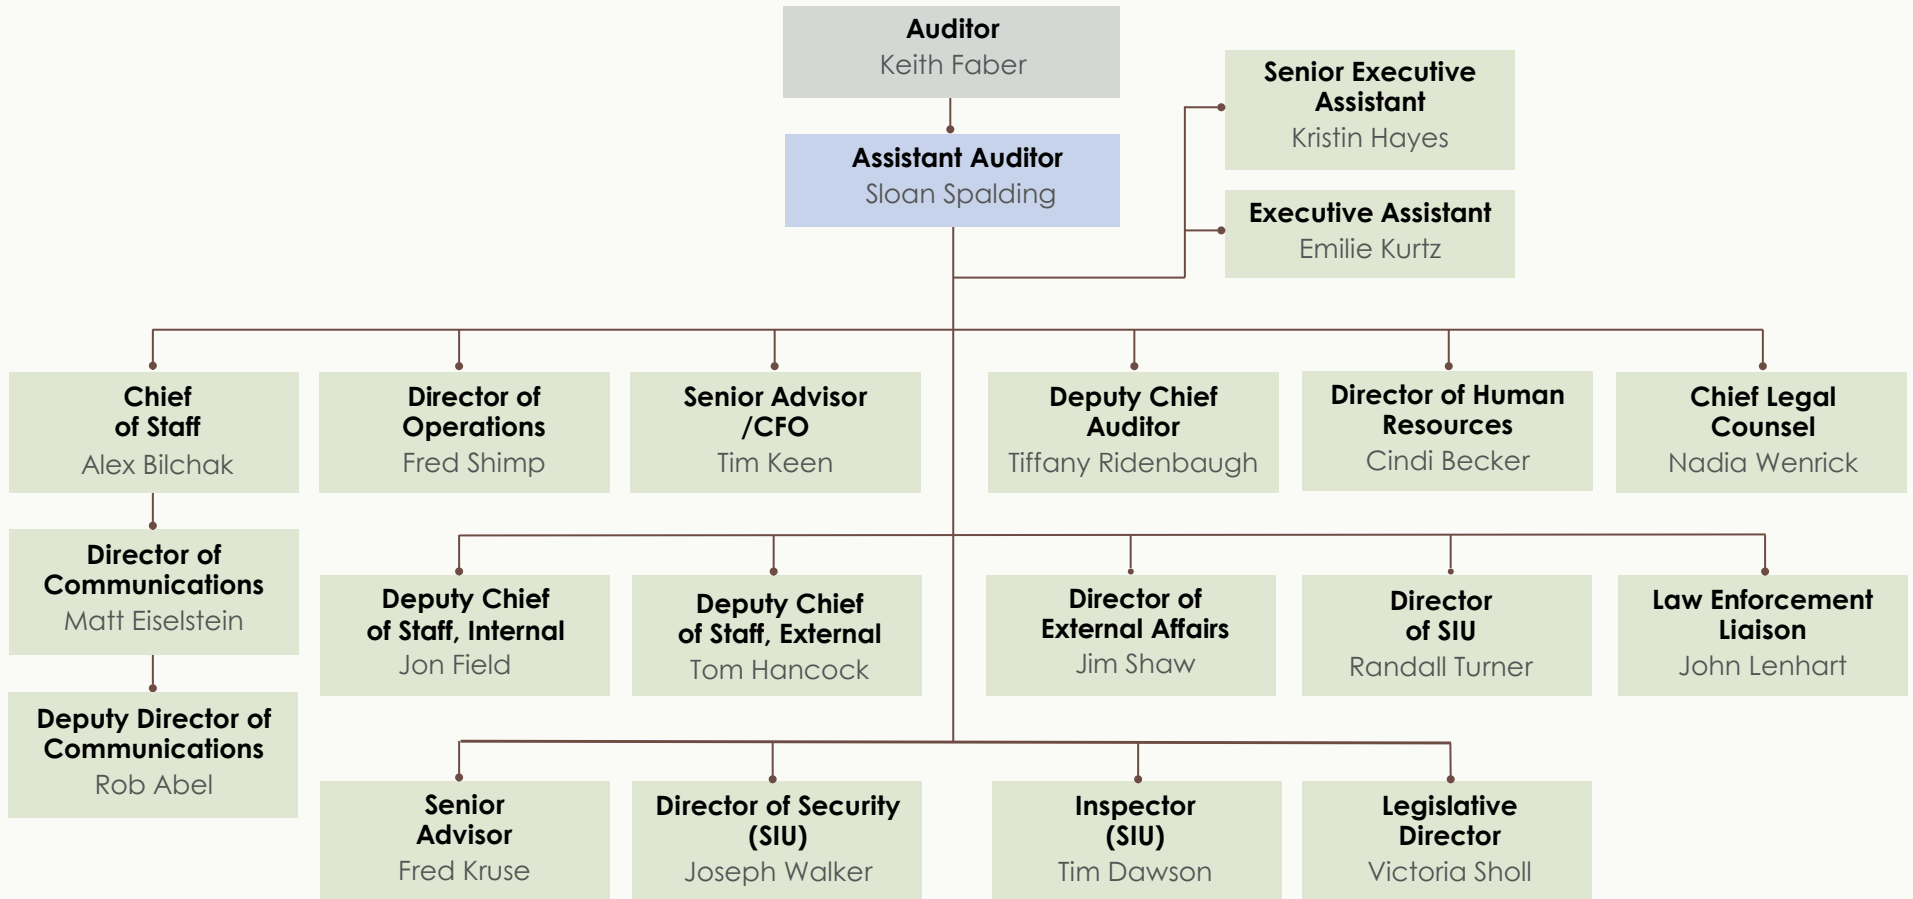 Auditor
Keith Faber
Assistant Auditor
Sloan Spalding
Senior Executive
Assistant
Kristin Hayes
Executive Assistant
Emilie Kurtz
Chief
of Staff
Alex Bilchak
Director of
Operations
Fred Shimp
Senior Advisor
/CFO
Tim Keen
Deputy Chief
Auditor
Tiffany Ridenbaugh
Director of Human
Resources
Cindi Becker
Chief Legal
Counsel
Nadia Wenrick
Director of
Communications
Matt Eiselstein
Deputy Director of
Communications
Rob Abel
Deputy Chief
of Staff, Internal
Jon Field
Deputy Chief
of Staff, External
Tom Hancock
Director of
External Affairs
Jim Shaw
Director
of SIU
Randall Turner
Law Enforcement
Liaison
John Lenhart
Senior
Advisor
Fred Kruse
Director of Security
(SIU)
Joseph Walker
Inspector
(SIU)
Tim Dawson
Legislative
Director
Victoria Sholl